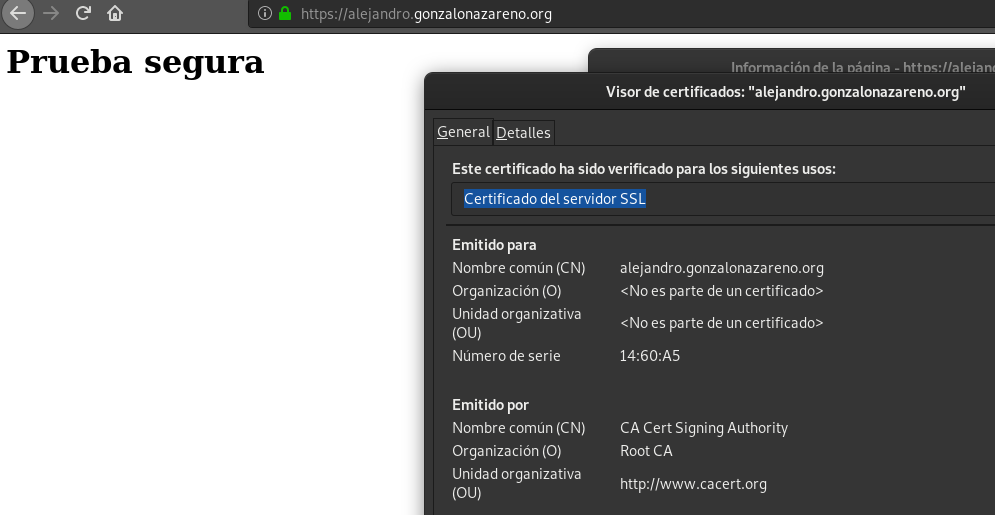 https://alejandro.gonzalonazareno.org
Prueba segura
Información de la página - https://alejan
Visor de certificados: "alejandro.gonzalonazareno.org"
General Detalles
Este certificado ha sido verificado para los siguientes usos:
Certificado del servidor SSL
Emitido para
Nombre común (CN) alejandro.gonzalonazareno.org
Organización (O) <No es parte de un certificado>
Unidad organizativa (OU) <No es parte de un certificado>
Número de serie 14:60:A5
Emitido por
Nombre común (CN) CA Cert Signing Authority
Organización (O) Root CA
Unidad organizativa (OU) http://www.cacert.org